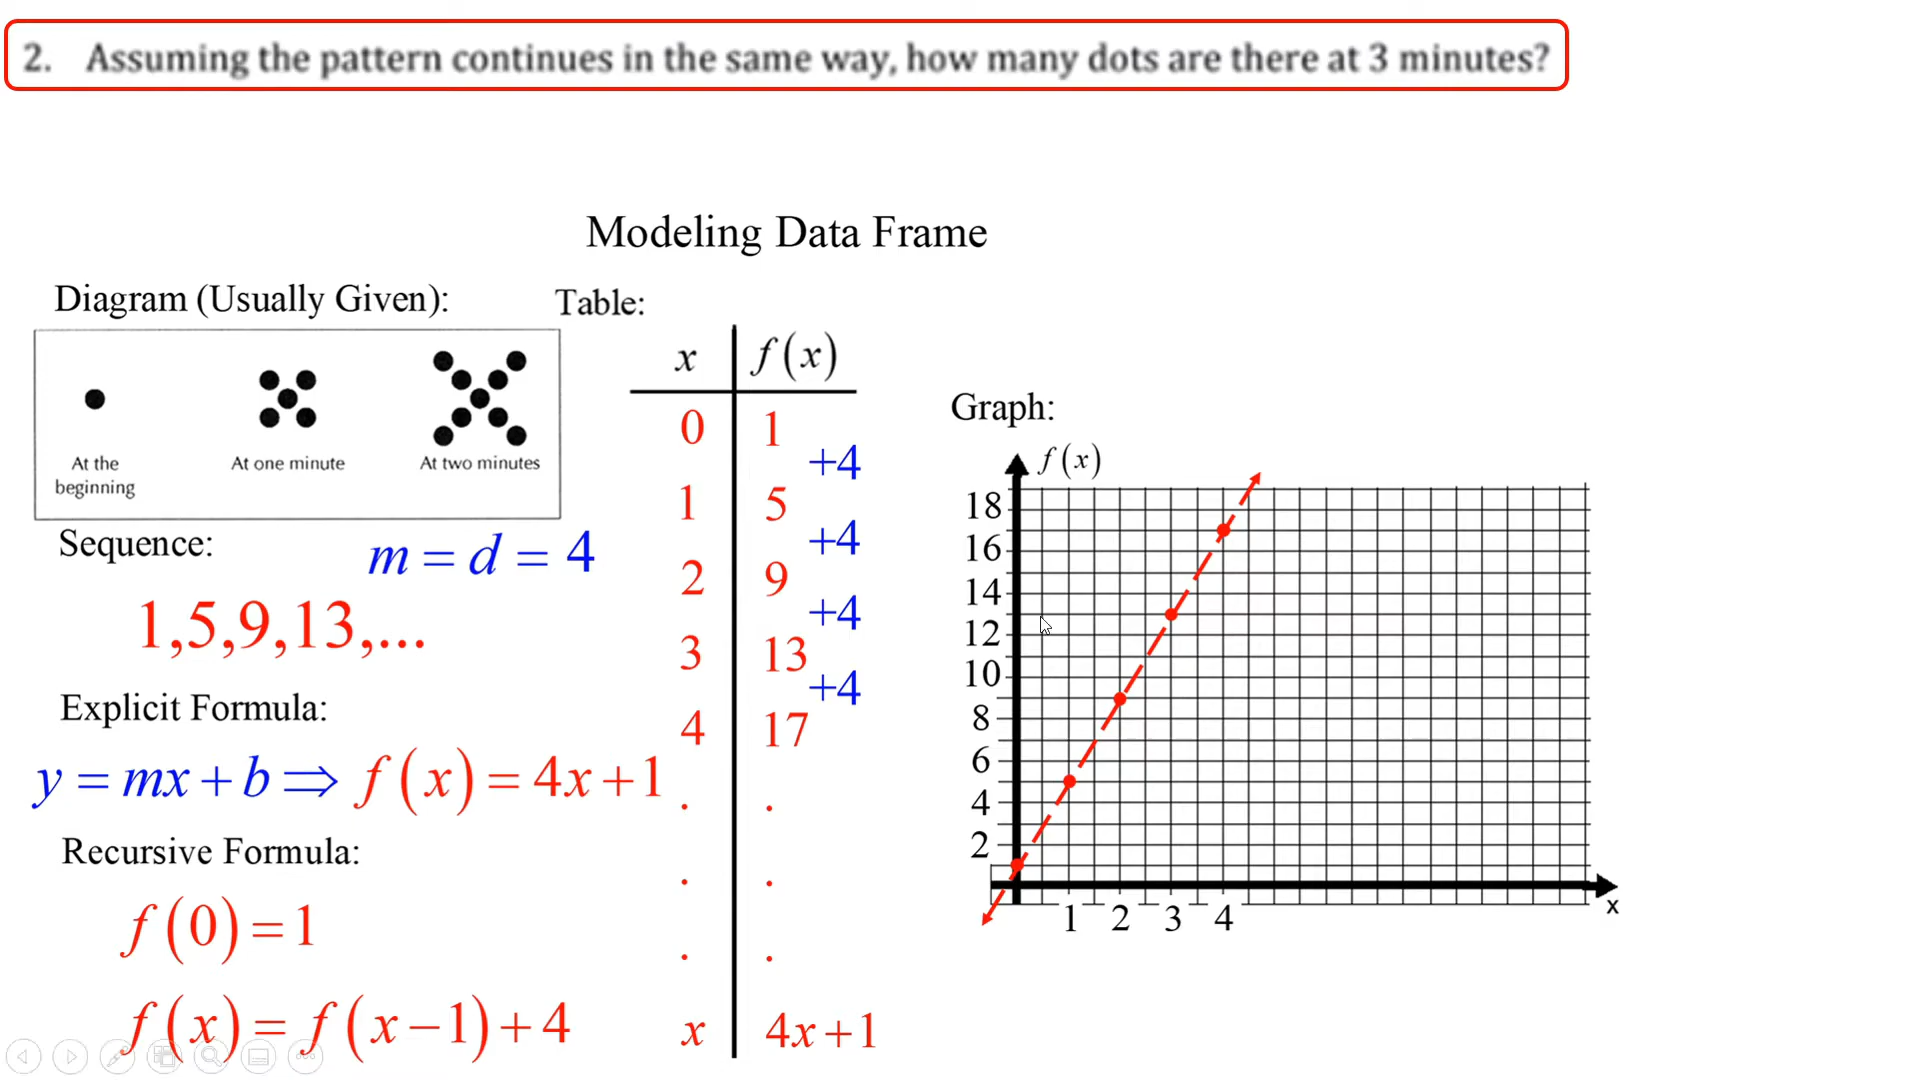 2. Assuming the pattern continues in the same way, how many dots are there at 3 minutes?
Modeling Data Frame
Diagram (Usually Given):
At the
beginning
At one minute
At two minutes
Sequence:
m = d = 4
1,5,9,13,...
Explicit Formula:
y = mx + b ⇒ f(x) = 4x+1
Recursive Formula:
f(0) = 1
f(x) = f(x−1)+4
Table:
x f(x)
0 1
+4
1 5
+4
2 9
+4
3 13
+4
4 17
. .
. .
. .
x 4x+1
Graph:
f(x)
18
16
14
12
10
8
6
4
2
1 2 3 4
x